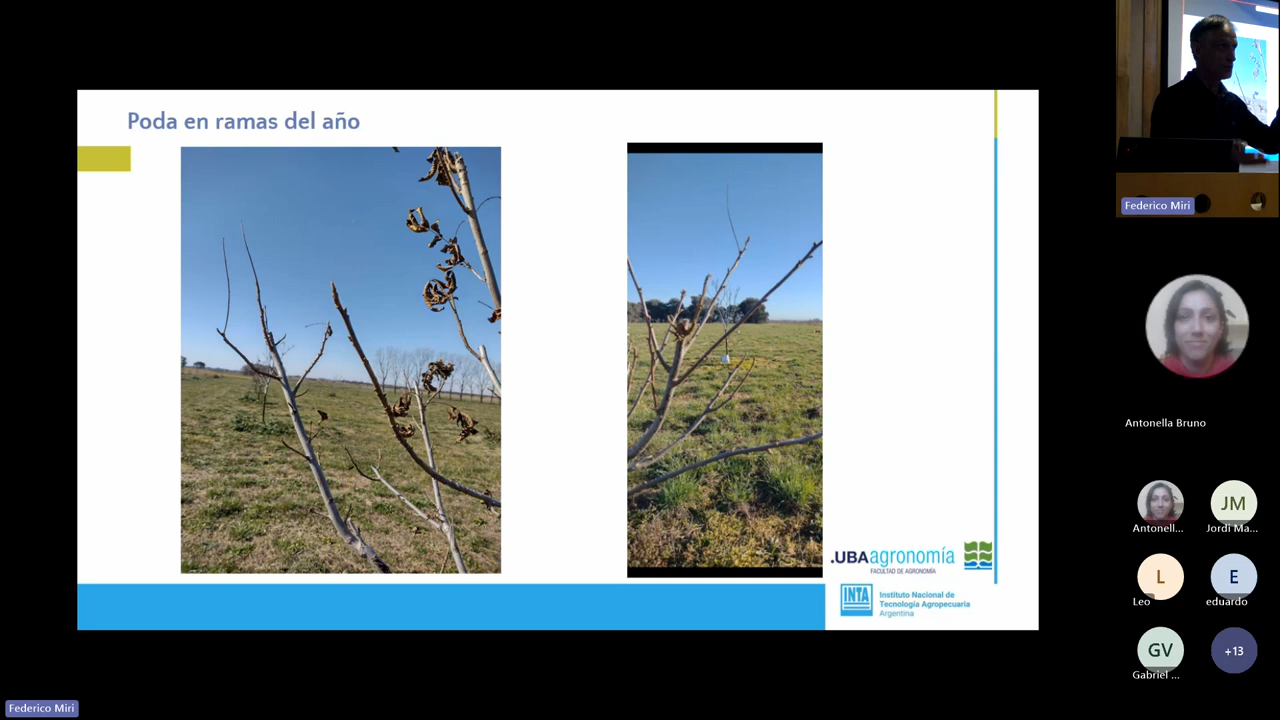 Poda en ramas del año
.UBAagronomía
FACULTAD DE AGRONOMÍA
INTA
Instituto Nacional de
Tecnología Agropecuaria
Argentina
Federico Miri
Antonella Bruno
Antonell...
JM
Jordi Ma...
L
Leo
E
eduardo
GV
Gabriel ...
+13
Federico Miri